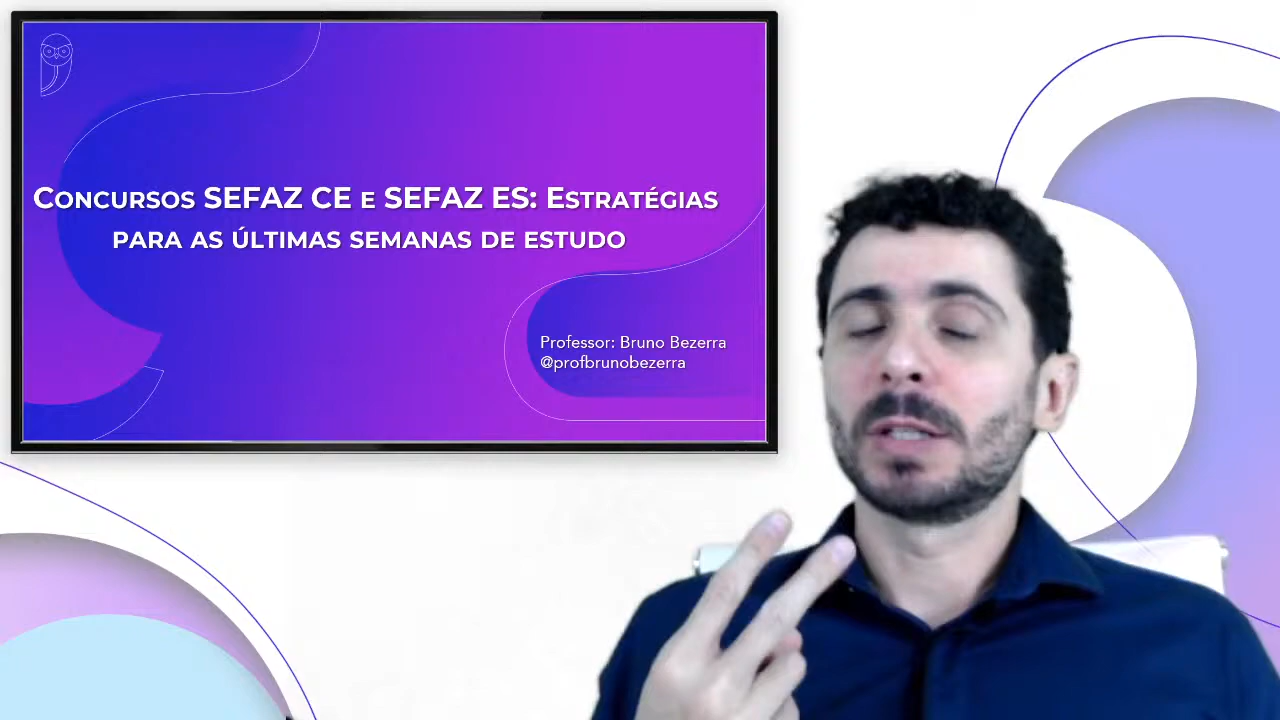 Concursos SEFAZ CE e SEFAZ ES: Estratégias
para as últimas semanas de estudo
Professor: Bruno Bezerra
@profbrunobezerra